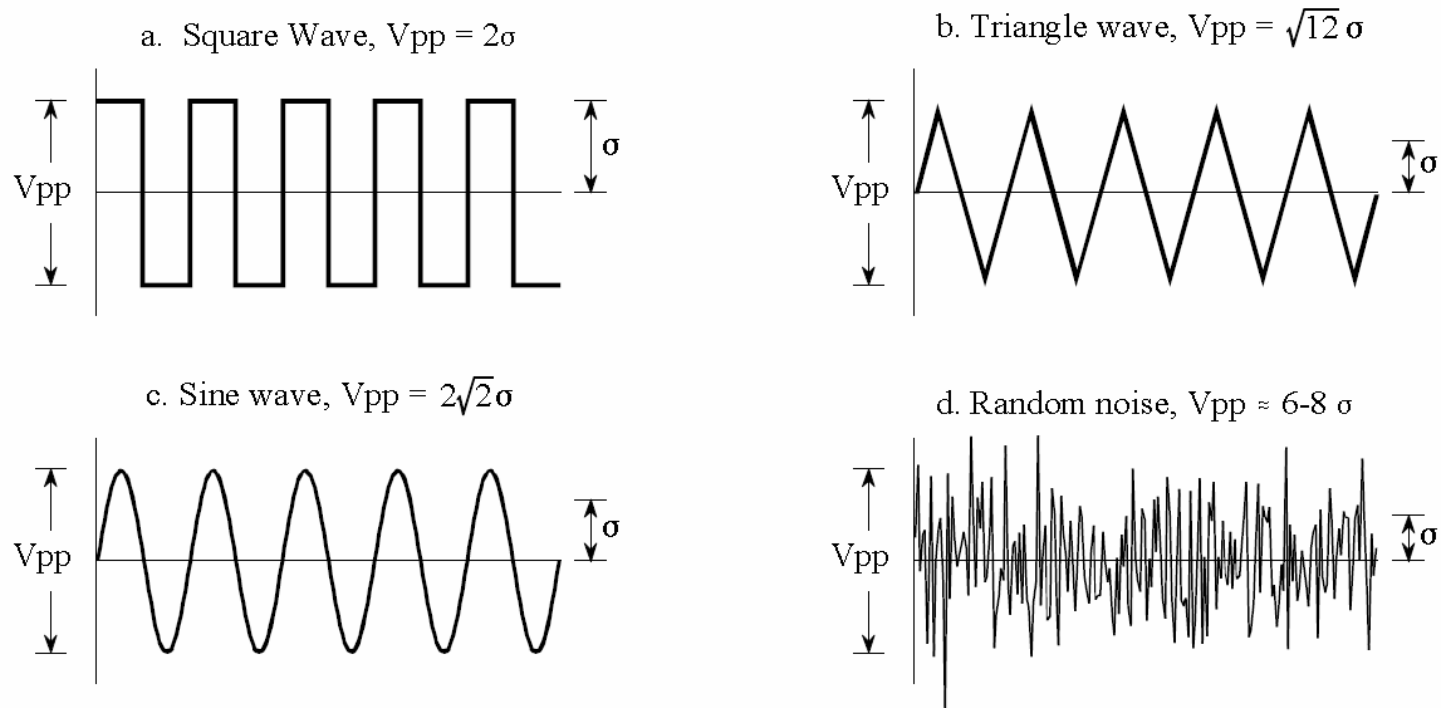 a. Square Wave, Vpp = 2σ
Vpp
σ
b. Triangle wave, Vpp = √12 σ
Vpp
σ
c. Sine wave, Vpp = 2√2σ
Vpp
σ
d. Random noise, Vpp ≈ 6-8 σ
Vpp
σ